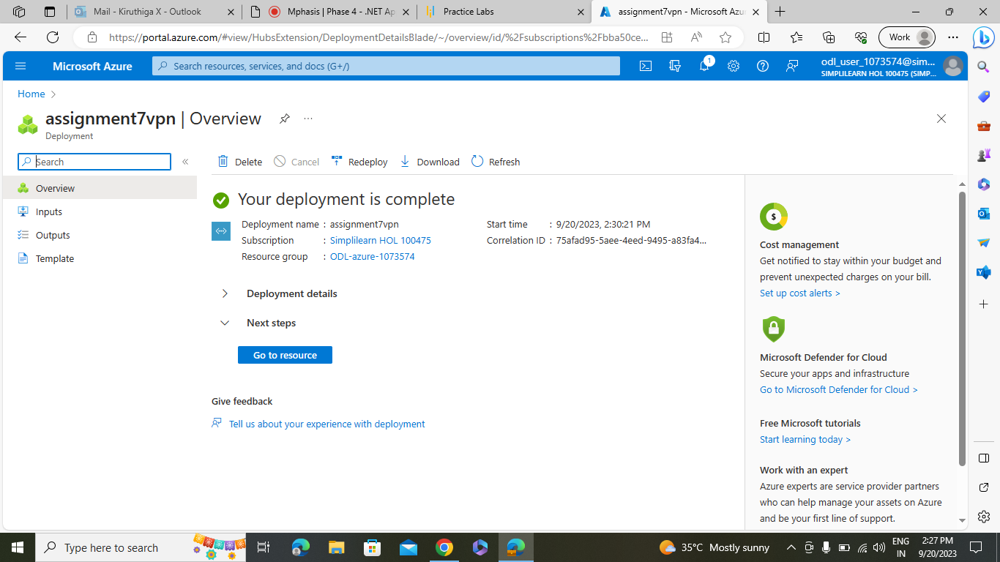 Mail - Kiruthiga X - Outlook
Mphasis | Phase 4 - .NET Ap
Practice Labs
assignment7vpn - Microsoft Azu
https://portal.azure.com/#view/HubsExtension/DeploymentDetailsBlade/~/overview/id/%2Fsubscriptions%2Fbba50ce...
Work
Microsoft Azure
Search resources, services, and docs (G+/)
1
odl_user_1073574@sim...
SIMPLILEARN HOL 100475 (SIMP...
Home
assignment7vpn | Overview
Deployment
Search
Delete
Cancel
Redeploy
Download
Refresh
Overview
Inputs
Outputs
Template
Your deployment is complete
Deployment name : assignment7vpn
Subscription : Simplilearn HOL 100475
Resource group : ODL-azure-1073574
Start time : 9/20/2023, 2:30:21 PM
Correlation ID : 75afad95-5aee-4eed-9495-a83fa4...
Deployment details
Next steps
Go to resource
Give feedback
Tell us about your experience with deployment
Cost management
Get notified to stay within your budget and
prevent unexpected charges on your bill.
Set up cost alerts >
Microsoft Defender for Cloud
Secure your apps and infrastructure
Go to Microsoft Defender for Cloud >
Free Microsoft tutorials
Start learning today >
Work with an expert
Azure experts are service provider partners
who can help manage your assets on Azure
and be your first line of support.
Type here to search
35°C Mostly sunny
ENG
IN
2:27 PM
9/20/2023